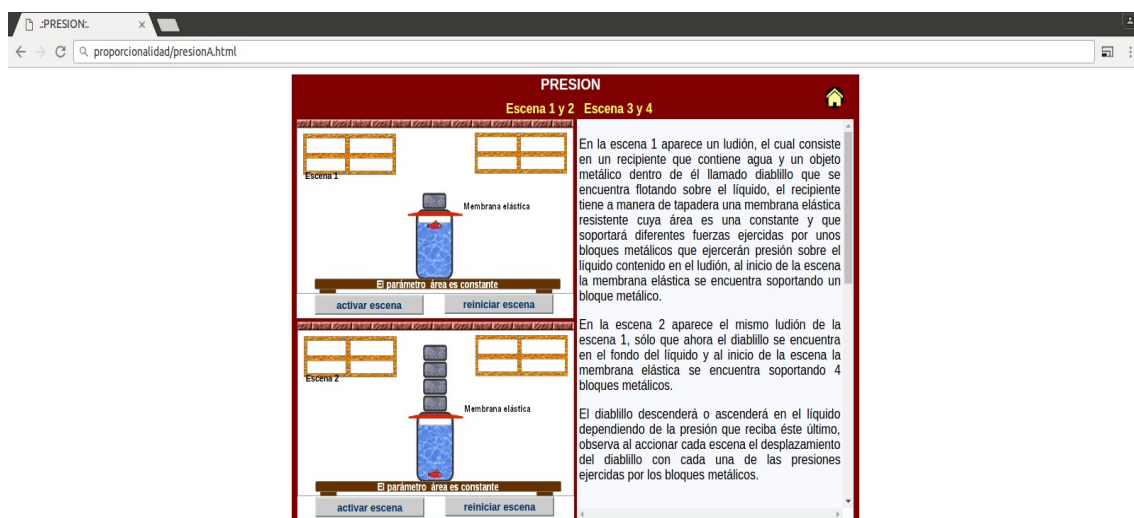 .:PRESION:.
proporcionalidad/presionA.html
PRESION
Escena 1 y 2 Escena 3 y 4
Escena 1
Membrana elástica
El parámetro área es constante
activar escena reiniciar escena
Escena 2
Membrana elástica
El parámetro área es constante
activar escena reiniciar escena
En la escena 1 aparece un ludión, el cual consiste
en un recipiente que contiene agua y un objeto
metálico dentro de él llamado diablillo que se
encuentra flotando sobre el líquido, el recipiente
tiene a manera de tapadera una membrana elástica
resistente cuya área es una constante y que
soportará diferentes fuerzas ejercidas por unos
bloques metálicos que ejercerán presión sobre el
líquido contenido en el ludión, al inicio de la escena
la membrana elástica se encuentra soportando un
bloque metálico.
En la escena 2 aparece el mismo ludión de la
escena 1, sólo que ahora el diablillo se encuentra
en el fondo del líquido y al inicio de la escena la
membrana elástica se encuentra soportando 4
bloques metálicos.
El diablillo descenderá o ascenderá en el líquido
dependiendo de la presión que reciba éste último,
observa al accionar cada escena el desplazamiento
del diablillo con cada una de las presiones
ejercidas por los bloques metálicos.